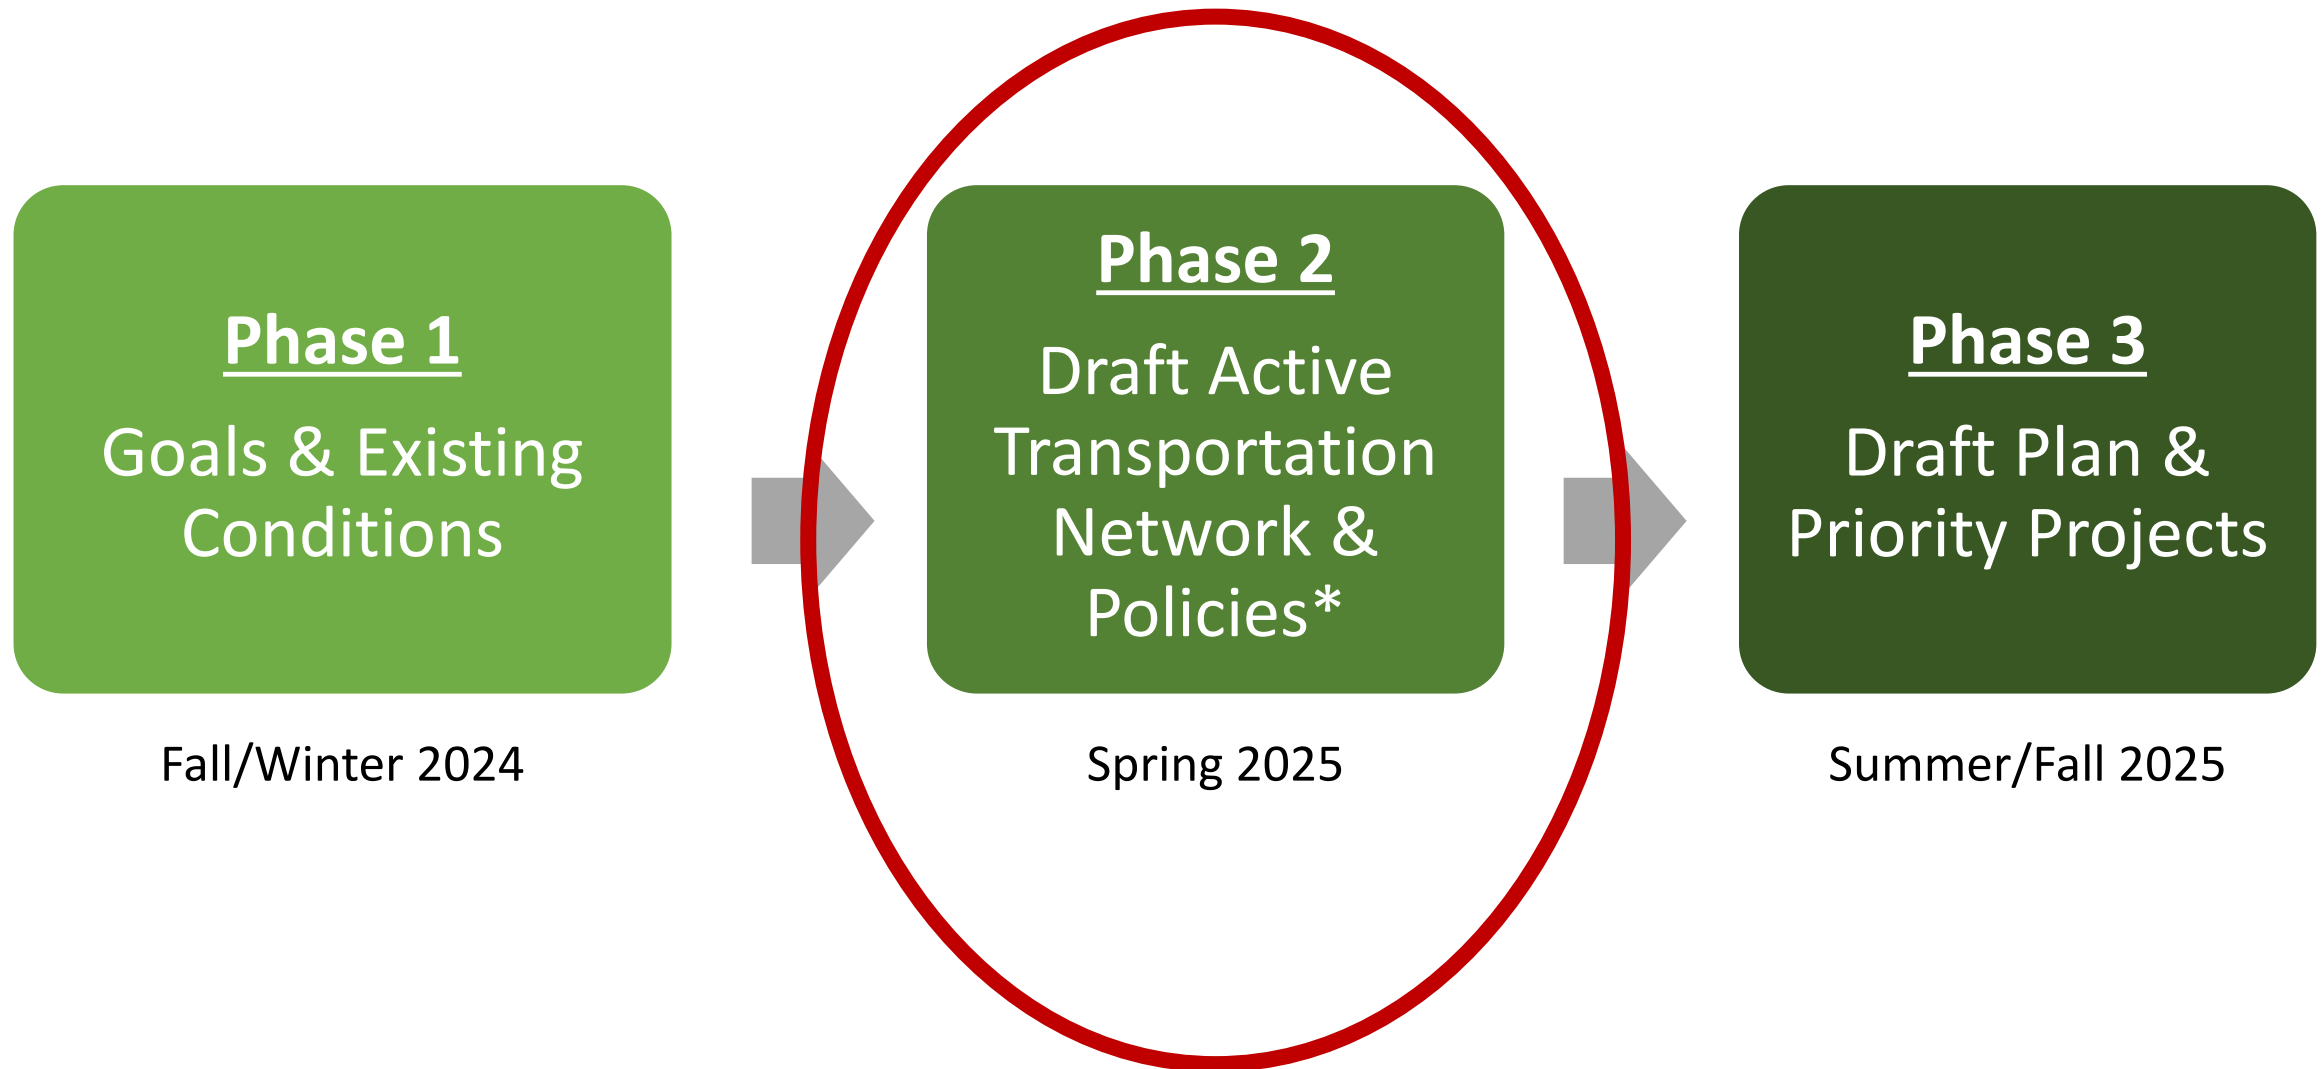 Phase 1
Goals & Existing
Conditions
Fall/Winter 2024
Phase 2
Draft Active
Transportation
Network &
Policies*
Spring 2025
Phase 3
Draft Plan &
Priority Projects
Summer/Fall 2025